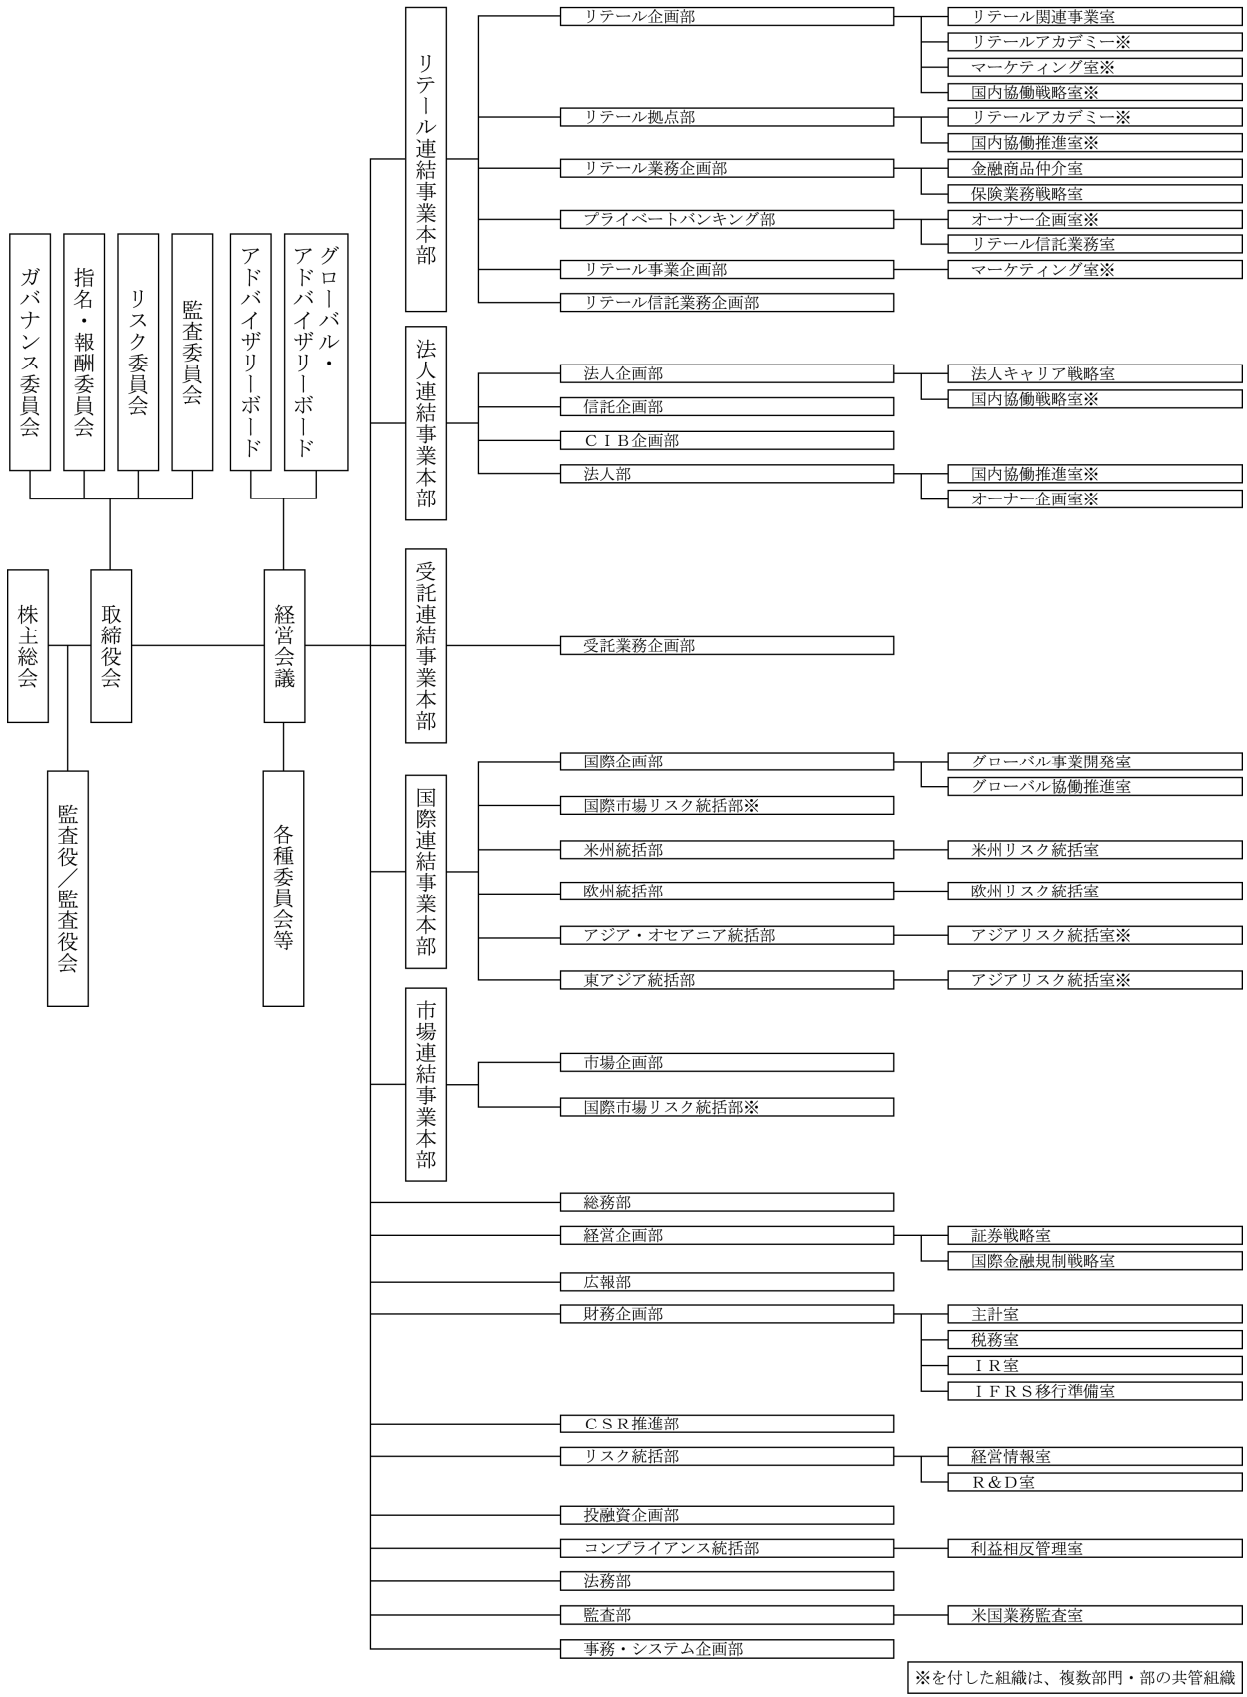 株主総会
取締役会
監査役／監査役会
ガバナンス委員会
指名・報酬委員会
リスク委員会
監査委員会
経営会議
アドバイザリーボード
グローバル・
アドバイザリーボード
各種委員会等
リテール連結事業本部
リテール企画部
リテール関連事業室
リテールアカデミー※
マーケティング室※
国内協働戦略室※
リテール拠点部
リテールアカデミー※
国内協働推進室※
リテール業務企画部
金融商品仲介室
保険業務戦略室
プライベートバンキング部
オーナー企画室※
リテール信託業務室
リテール事業企画部
マーケティング室※
リテール信託業務企画部
法人連結事業本部
法人企画部
法人キャリア戦略室
国内協働戦略室※
信託企画部
ＣＩＢ企画部
法人部
国内協働推進室※
オーナー企画室※
受託連結事業本部
受託業務企画部
国際連結事業本部
国際企画部
グローバル事業開発室
グローバル協働推進室
国際市場リスク統括部※
米州統括部
米州リスク統括室
欧州統括部
欧州リスク統括室
アジア・オセアニア統括部
アジアリスク統括室※
東アジア統括部
アジアリスク統括室※
市場連結事業本部
市場企画部
国際市場リスク統括部※
総務部
経営企画部
証券戦略室
国際金融規制戦略室
広報部
財務企画部
主計室
税務室
ＩＲ室
ＩＦＲＳ移行準備室
ＣＳＲ推進部
リスク統括部
経営情報室
Ｒ＆Ｄ室
投融資企画部
コンプライアンス統括部
利益相反管理室
法務部
監査部
米国業務監査室
事務・システム企画部
※を付した組織は、複数部門・部の共管組織